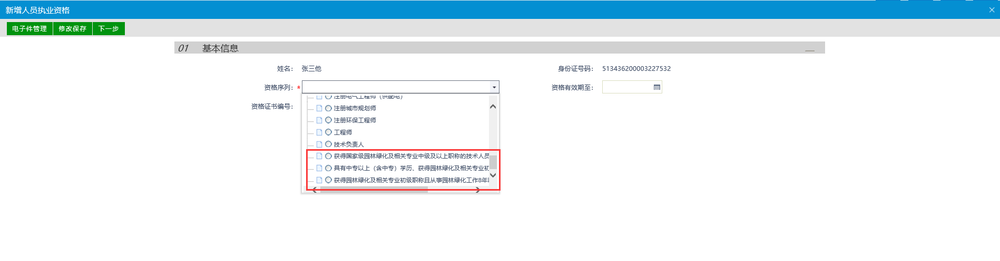 新增人员执业资格
电子件管理 修改保存 下一步
01 基本信息
姓名： 张三他 身份证号码： 513436200003227532
资格序列： * 资格有效期至：
资格证书编号：
注册电气工程师（供配电）
注册城市规划师
注册环保工程师
工程师
技术负责人
获得国家级园林绿化及相关专业中级及以上职称的技术人员
具有中专以上（含中专）学历、获得园林绿化及相关专业初
获得园林绿化及相关专业初级职称且从事园林绿化工作8年